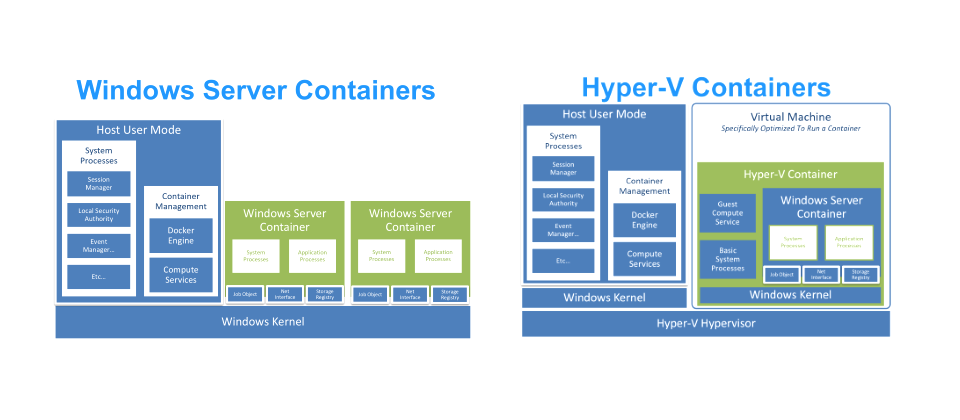 Windows Server Containers
Host User Mode
System
Processes
Session
Manager
Local Security
Authority
Event
Manager...
Etc...
Container
Management
Docker
Engine
Compute
Services
Windows Server
Container
System
Processes
Application
Processes
Job Object
Net
Interface
Storage
Registry
Windows Server
Container
System
Processes
Application
Processes
Job Object
Net
Interface
Storage
Registry
Windows Kernel
Hyper-V Containers
Host User Mode
System
Processes
Session
Manager
Local Security
Authority
Event
Manager...
Etc...
Container
Management
Docker
Engine
Compute
Services
Windows Kernel
Virtual Machine
Specifically Optimized To Run a Container
Hyper-V Container
Guest
Compute
Service
Basic
System
Processes
Windows Server
Container
System
Processes
Application
Processes
Job Object
Net
Interface
Storage
Registry
Windows Kernel
Hyper-V Hypervisor